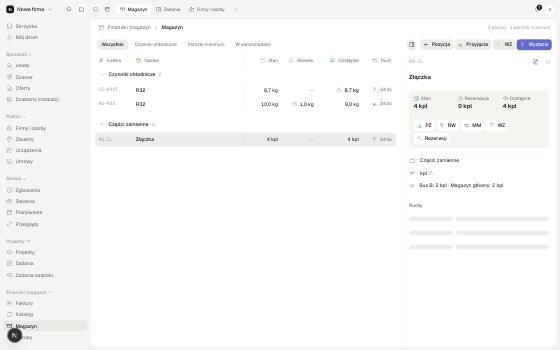 Nowa firma
Magazyn
Zadania
Firmy i osoby
Skrzynka
Mój dzień
Sprzedaż
Leady
Szanse
Oferty
Szablony instalacji
Klienci
Firmy i osoby
Obiekty
Urządzenia
Umowy
Serwis
Zgłoszenia
Zlecenia
Planowanie
Przeglądy
Projekty
Projekty
Zadania
Zadania zespołu
Finanse i magazyn
Faktury
Katalog
Magazyn
Finanse i magazyn
Magazyn
Wszystkie
Czynniki chłodnicze
Poniżej minimum
W samochodach
Pozycja
Przyjęcie
WZ
Wydanie
Indeks
Nazwa
Stan
Rezerw.
Dostępne
Ruch
Czynniki chłodnicze 2
R32
8,7 kg
—
8,7 kg
R32
10,0 kg
1,0 kg
9,0 kg
Części zamienne
Złączka
4 kpl
—
4 kpl
Złączka
Stan
Rezerwacja
Dostępne
4 kpl
0 kpl
4 kpl
PZ
RW
MM
WZ
Rezerwuj
Części zamienne
kpl
Bus B: 2 kpl · Magazyn główny: 2 kpl
Ruchy